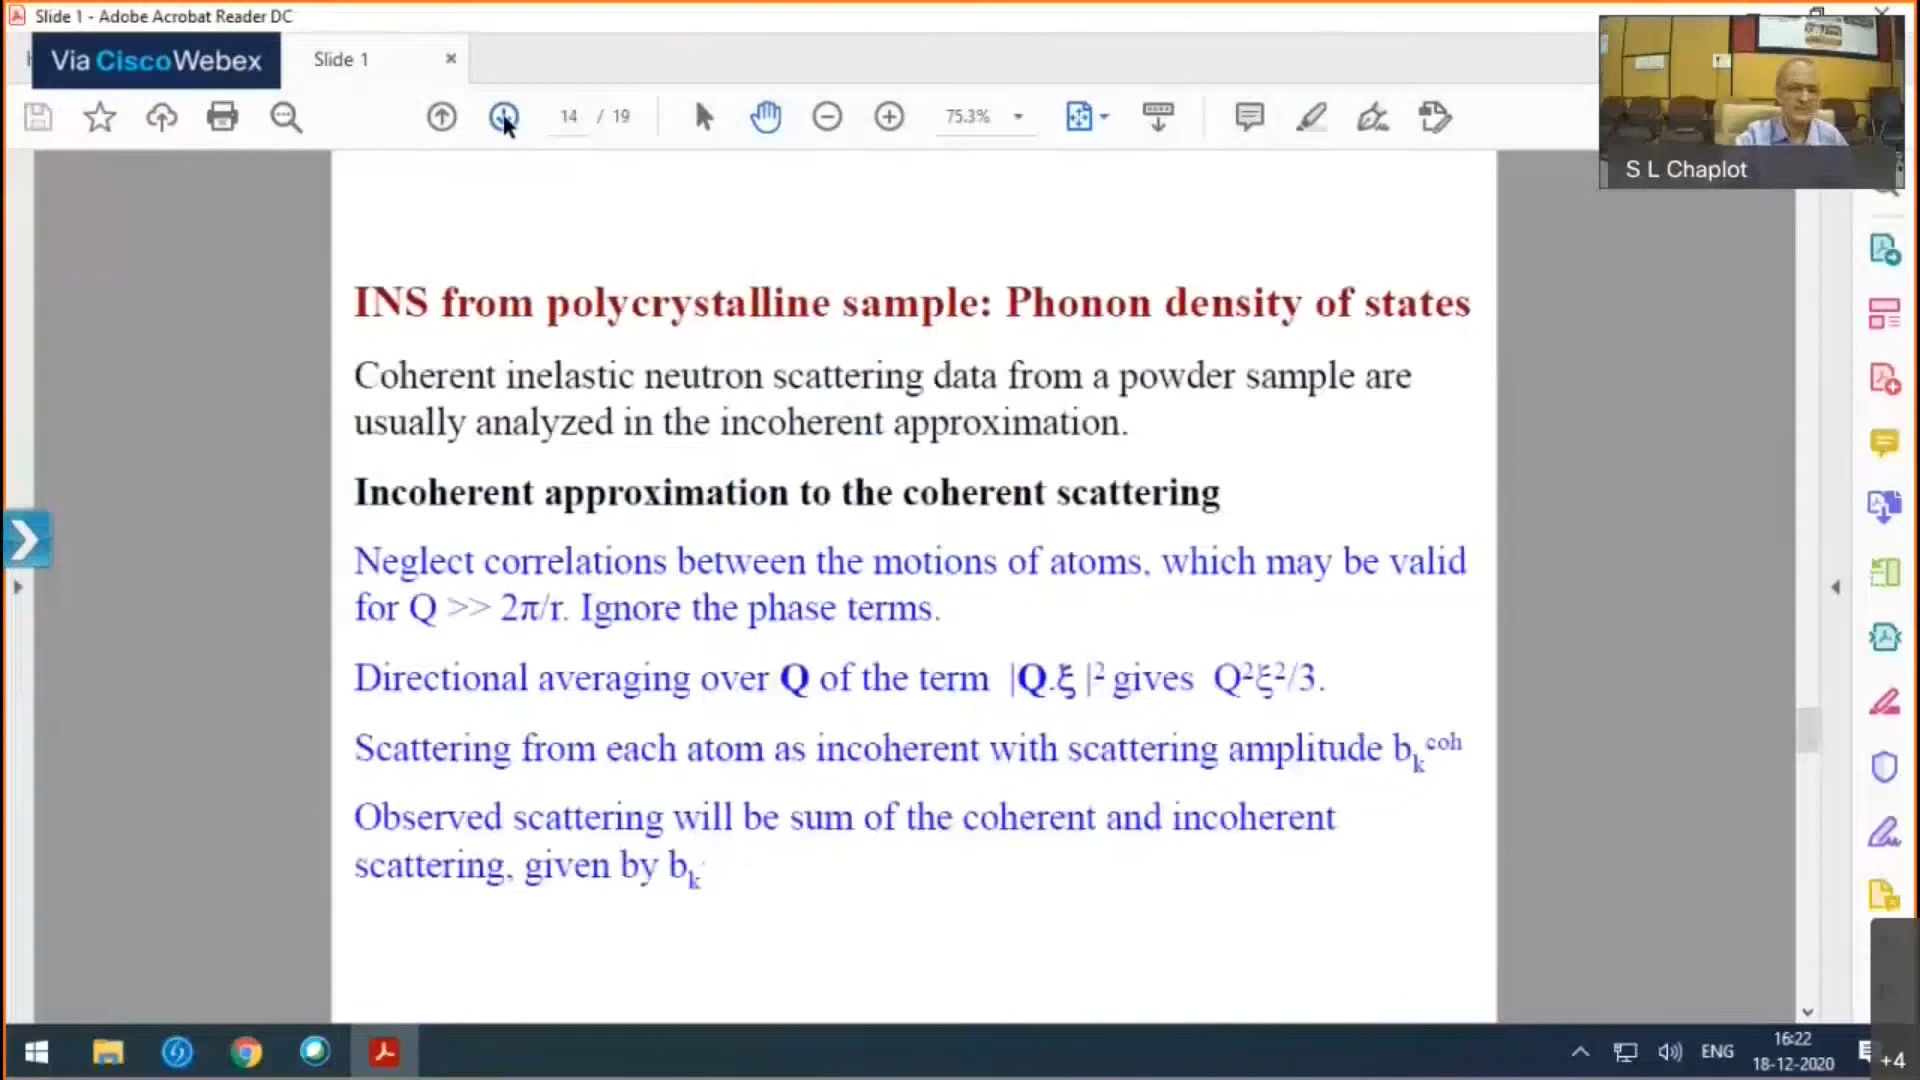 Slide 1 - Adobe Acrobat Reader DC
Via CiscoWebex
Slide 1
14 / 19
75.3%
S L Chaplot
INS from polycrystalline sample: Phonon density of states
Coherent inelastic neutron scattering data from a powder sample are
usually analyzed in the incoherent approximation.
Incoherent approximation to the coherent scattering
Neglect correlations between the motions of atoms, which may be valid
for Q >> 2π/r. Ignore the phase terms.
Directional averaging over Q of the term |Q.ξ |² gives Q²ξ²/3.
Scattering from each atom as incoherent with scattering amplitude bₖ^coh
Observed scattering will be sum of the coherent and incoherent
scattering, given by bₖ
ENG
16:22
18-12-2020
+4